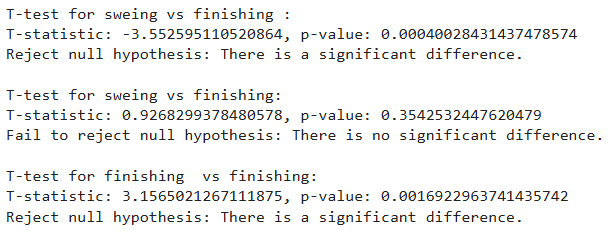 T-test for sweing vs finishing :
T-statistic: -3.552595110520864, p-value: 0.00040028431437478574
Reject null hypothesis: There is a significant difference.
T-test for sweing vs finishing:
T-statistic: 0.9268299378480578, p-value: 0.3542532447620479
Fail to reject null hypothesis: There is no significant difference.
T-test for finishing  vs finishing:
T-statistic: 3.1565021267111875, p-value: 0.0016922963741435742
Reject null hypothesis: There is a significant difference.